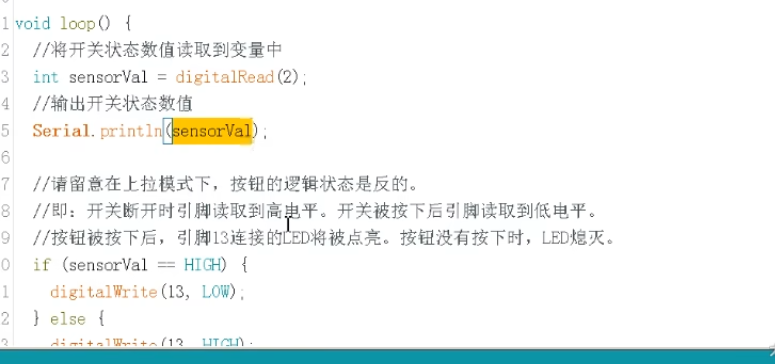 1 void loop() {
2 //将开关状态数值读取到变量中
3 int sensorVal = digitalRead(2);
4 //输出开关状态数值
5 Serial.println(sensorVal);
6
7 //请留意在上拉模式下，按钮的逻辑状态是反的。
8 //即：开关断开时引脚读取到高电平。开关被按下后引脚读取到低电平。
9 //按钮被按下后，引脚13连接的LED将被点亮。按钮没有按下时，LED熄灭。
0 if (sensorVal == HIGH) {
1 digitalWrite(13, LOW);
2 } else {
3 digitalWrite(13, HIGH);